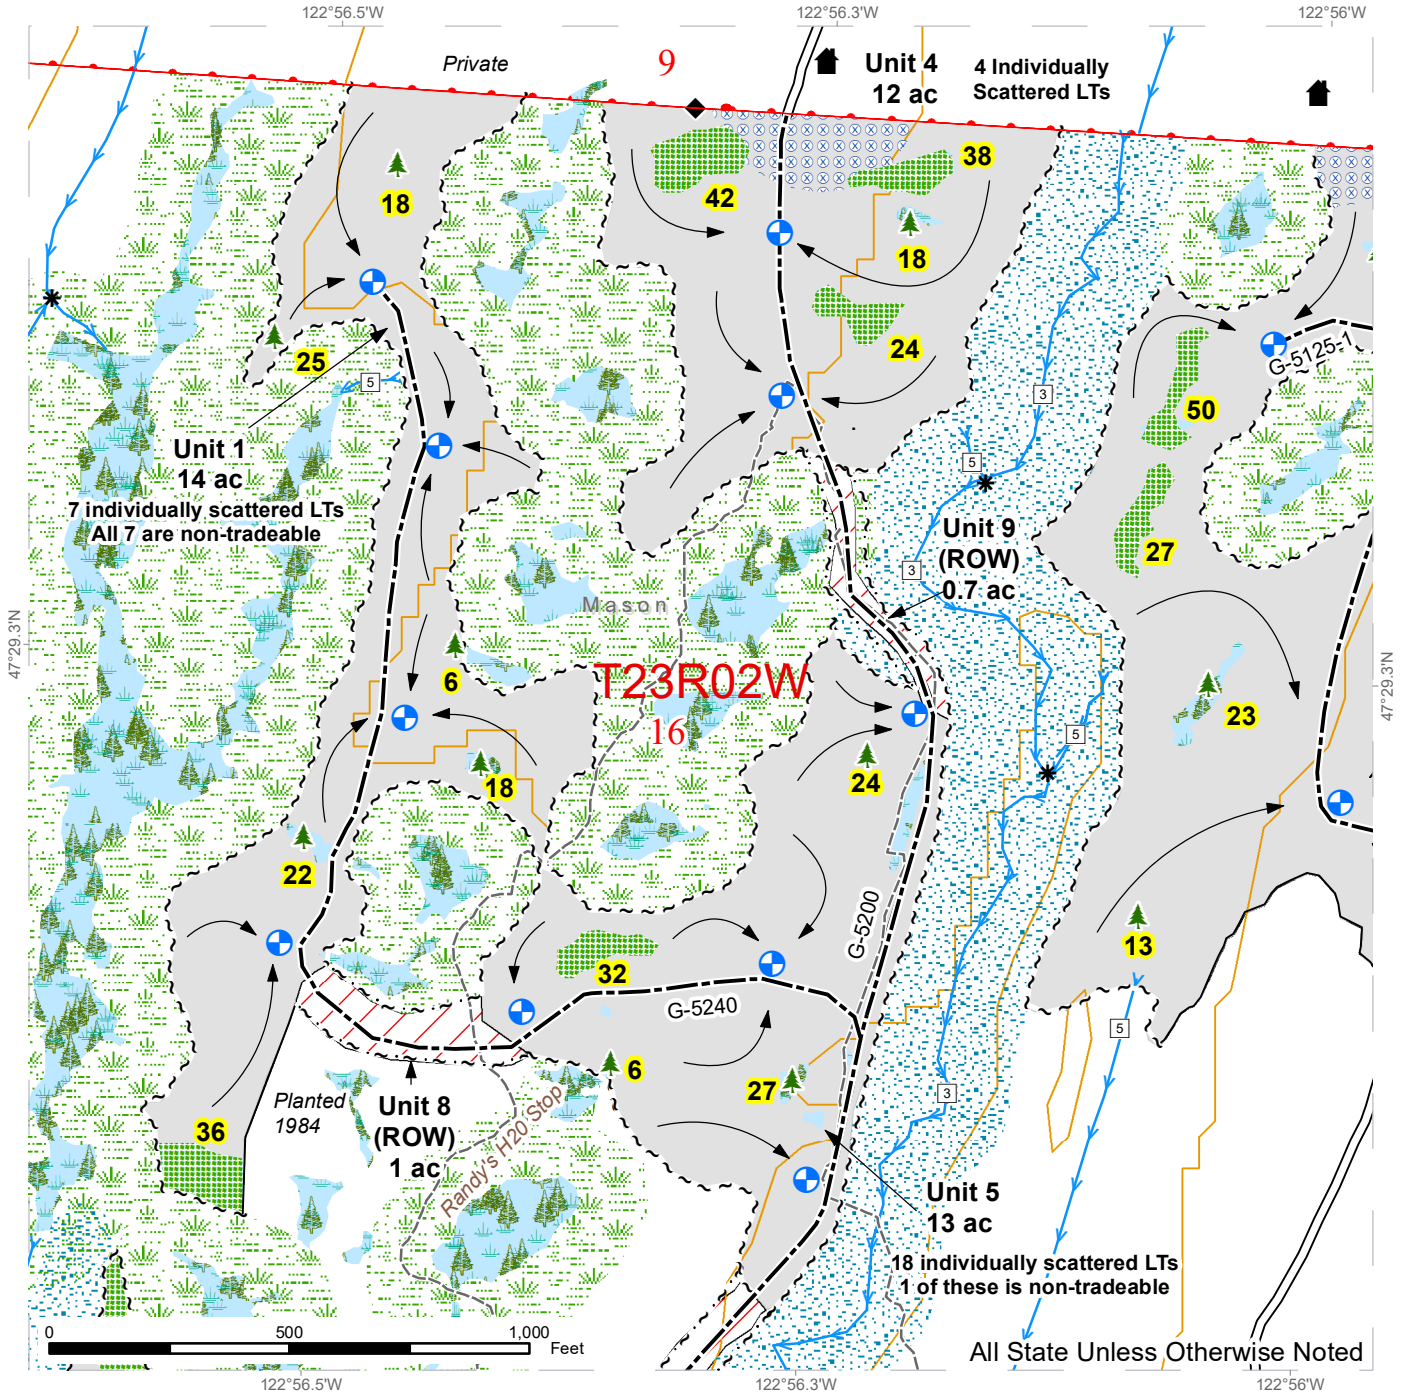 122°56.5'W
122°56.3'W
122°56'W
Private
9
Unit 4
12 ac
4 Individually
Scattered LTs
38
42
18
18
24
25
G-5125-1
50
5
3
Unit 1
14 ac
7 individually scattered LTs
All 7 are non-tradeable
5
Unit 9
(ROW)
0.7 ac
27
3
Mason
47°29.3'N
47°29.3'N
T23R02W
16
6
23
5
24
18
22
G-5200
13
32
G-5240
5
6
27
3
Planted
1984
Unit 8
(ROW)
1 ac
36
Randy's H20 Stop
Unit 5
13 ac
18 individually scattered LTs
1 of these is non-tradeable
0
500
1,000
Feet
All State Unless Otherwise Noted
122°56.5'W
122°56.3'W
122°56'W